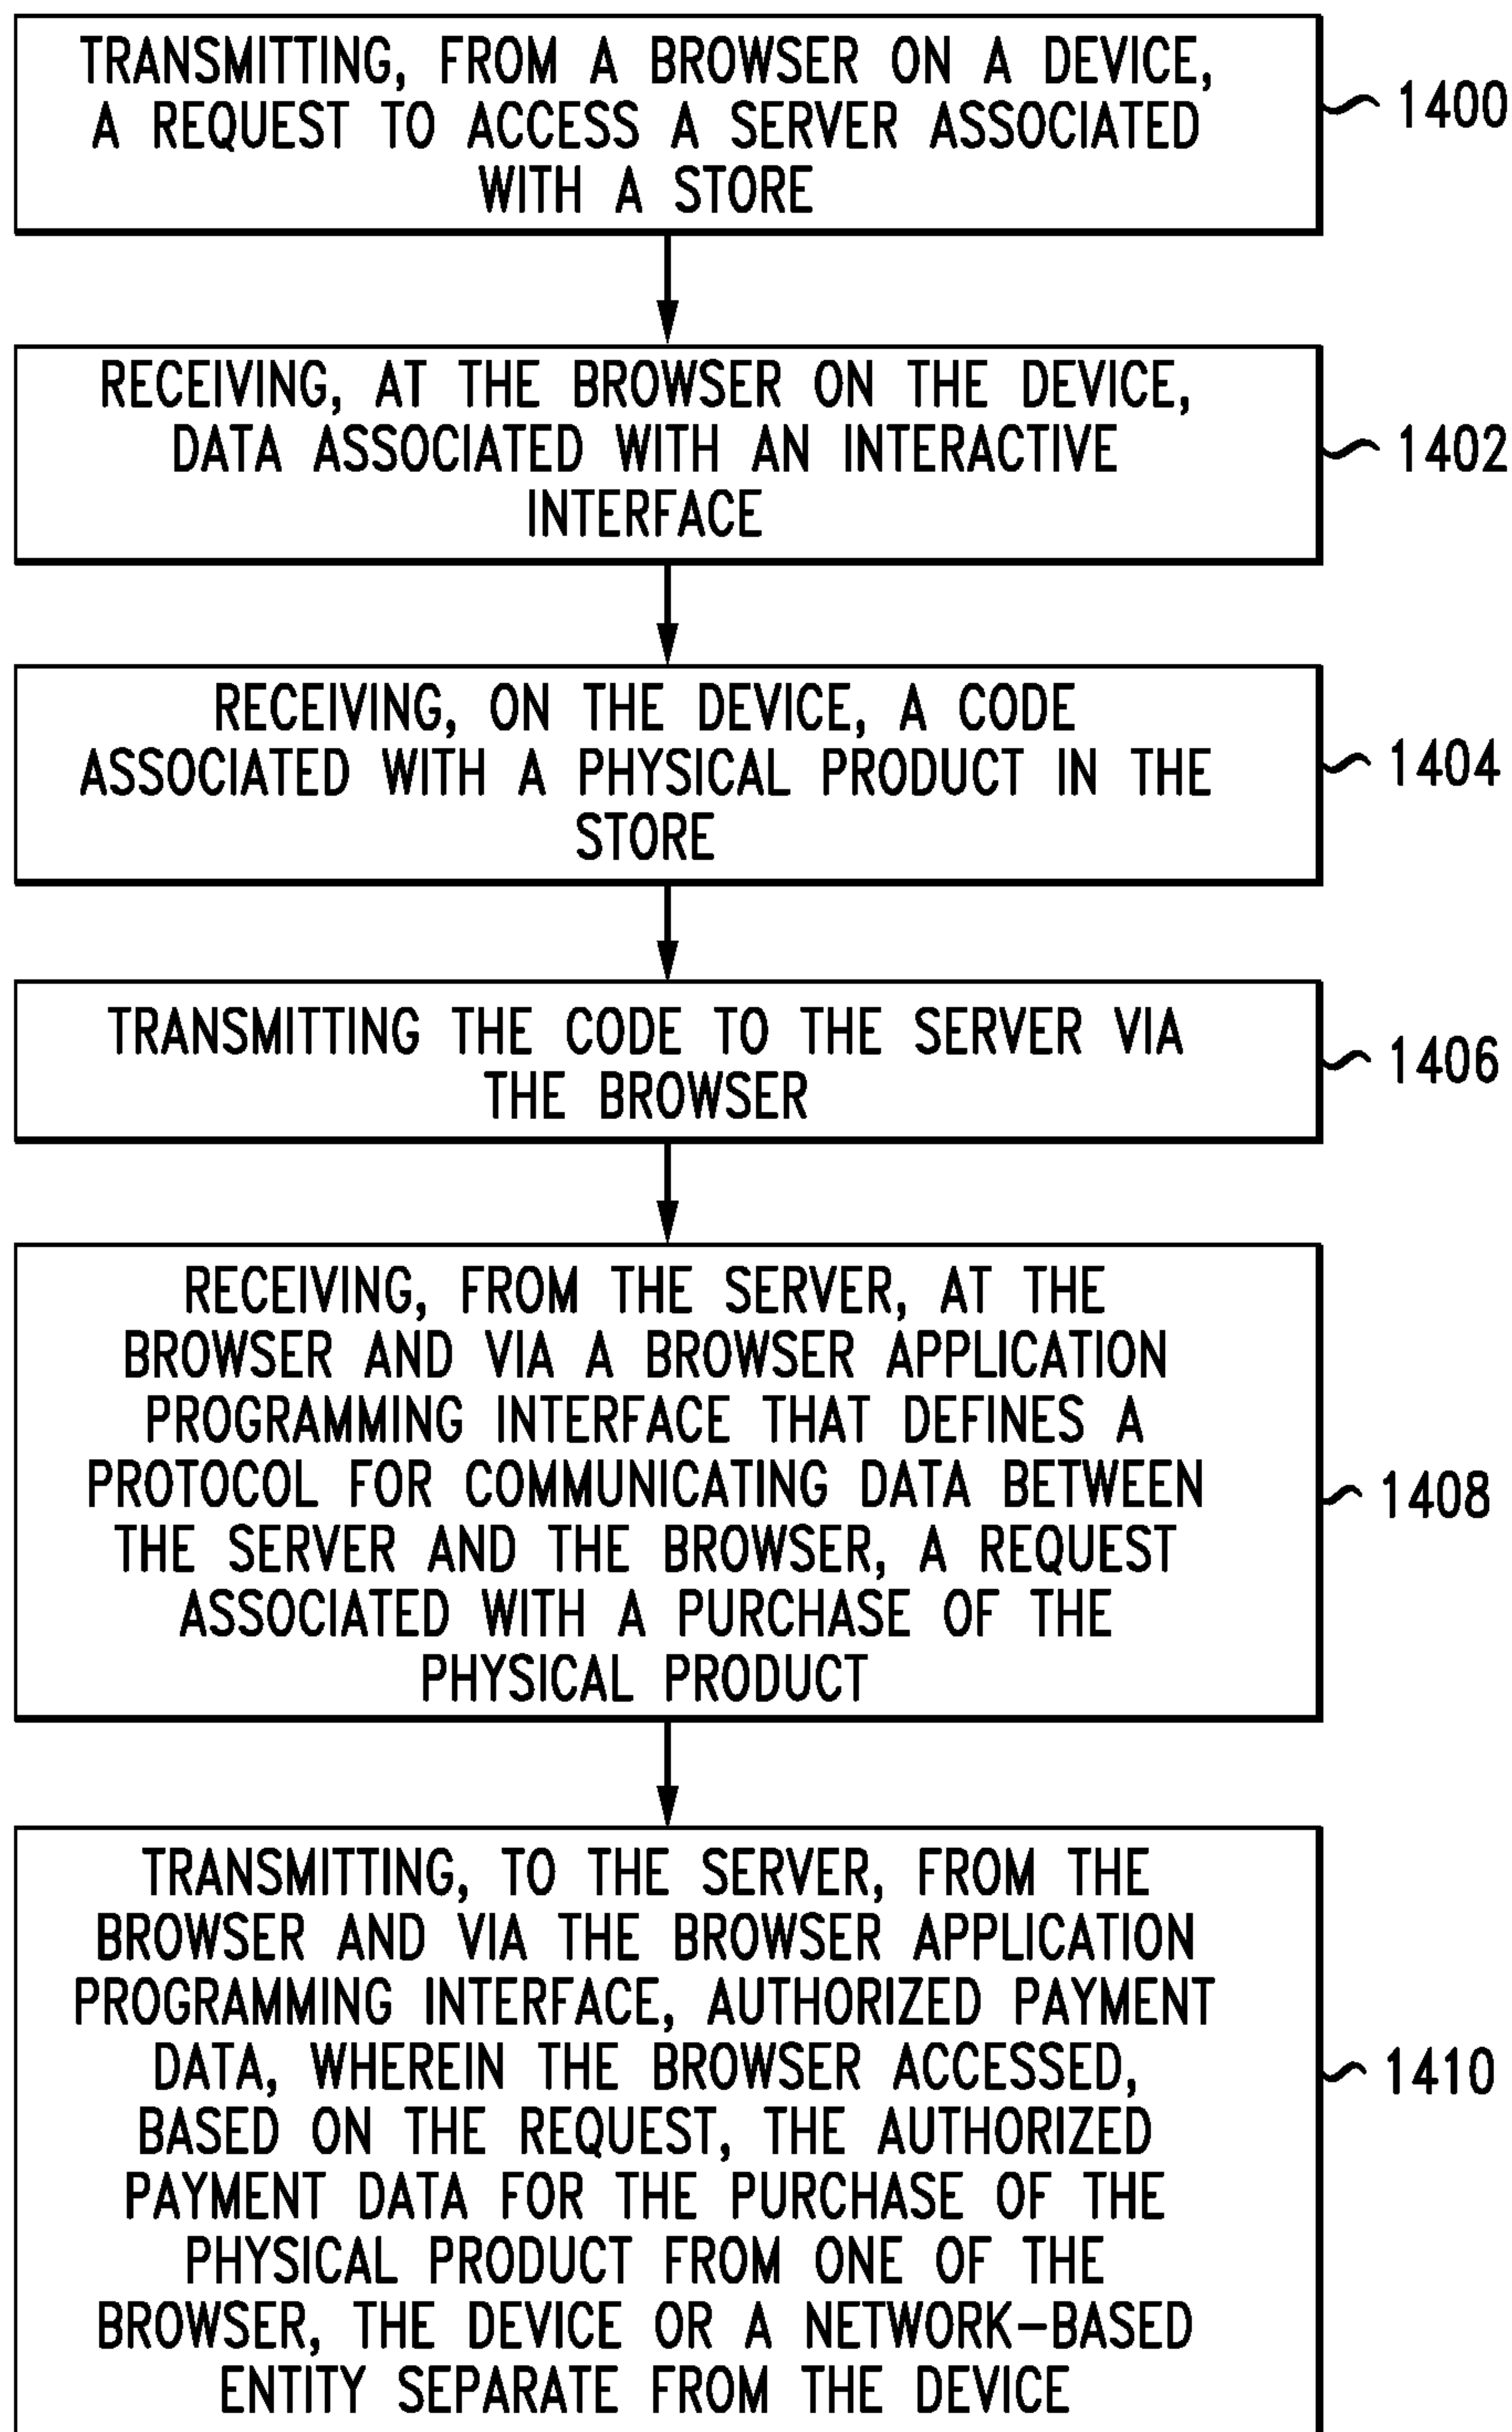 TRANSMITTING, FROM A BROWSER ON A DEVICE,
A REQUEST TO ACCESS A SERVER ASSOCIATED
WITH A STORE
1400
RECEIVING, AT THE BROWSER ON THE DEVICE,
DATA ASSOCIATED WITH AN INTERACTIVE
INTERFACE
1402
RECEIVING, ON THE DEVICE, A CODE
ASSOCIATED WITH A PHYSICAL PRODUCT IN THE
STORE
1404
TRANSMITTING THE CODE TO THE SERVER VIA
THE BROWSER
1406
RECEIVING, FROM THE SERVER, AT THE
BROWSER AND VIA A BROWSER APPLICATION
PROGRAMMING INTERFACE THAT DEFINES A
PROTOCOL FOR COMMUNICATING DATA BETWEEN
THE SERVER AND THE BROWSER, A REQUEST
ASSOCIATED WITH A PURCHASE OF THE
PHYSICAL PRODUCT
1408
TRANSMITTING, TO THE SERVER, FROM THE
BROWSER AND VIA THE BROWSER APPLICATION
PROGRAMMING INTERFACE, AUTHORIZED PAYMENT
DATA, WHEREIN THE BROWSER ACCESSED,
BASED ON THE REQUEST, THE AUTHORIZED
PAYMENT DATA FOR THE PURCHASE OF THE
PHYSICAL PRODUCT FROM ONE OF THE
BROWSER, THE DEVICE OR A NETWORK-BASED
ENTITY SEPARATE FROM THE DEVICE
1410